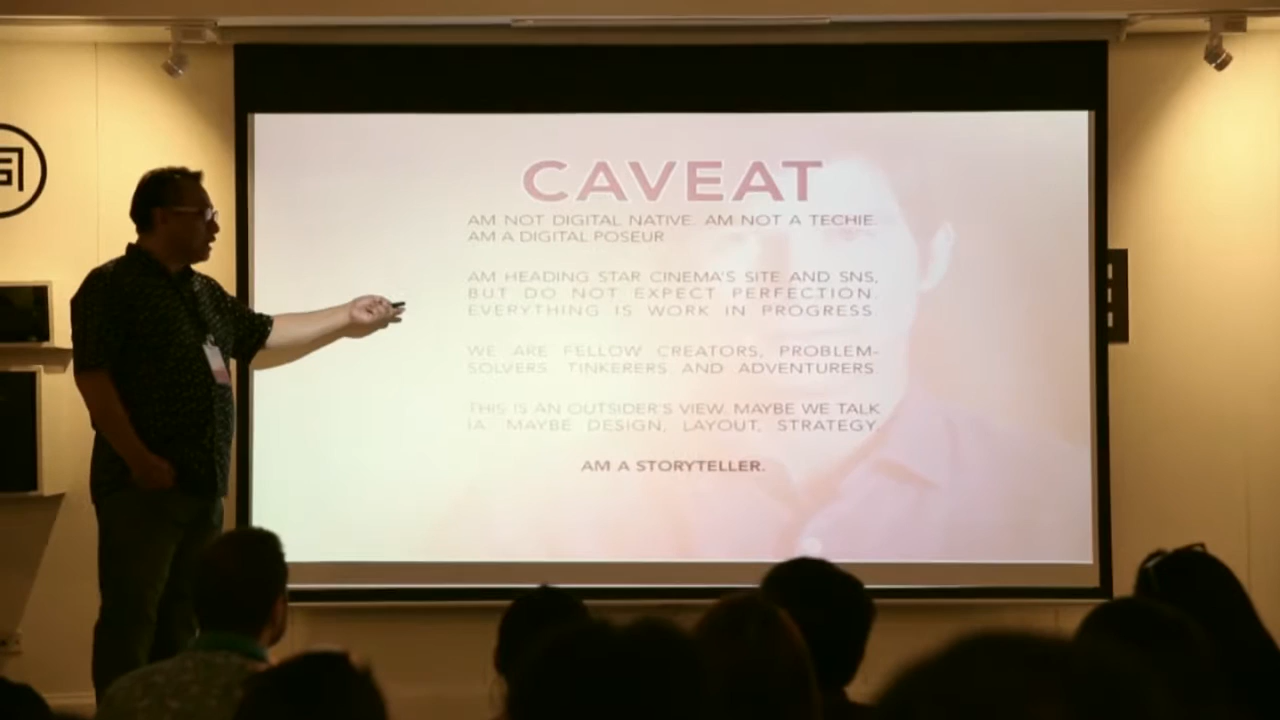 CAVEAT
AM NOT DIGITAL NATIVE. AM NOT A TECHIE.
AM A DIGITAL POSEUR
AM HEADING STAR CINEMA'S SITE AND SNS,
BUT DO NOT EXPECT PERFECTION.
EVERYTHING IS WORK IN PROGRESS.
WE ARE FELLOW CREATORS, PROBLEM-
SOLVERS, TINKERERS AND ADVENTURERS.
THIS IS AN OUTSIDER'S VIEW. MAYBE WE TALK
IA. MAYBE DESIGN, LAYOUT, STRATEGY.
AM A STORYTELLER.